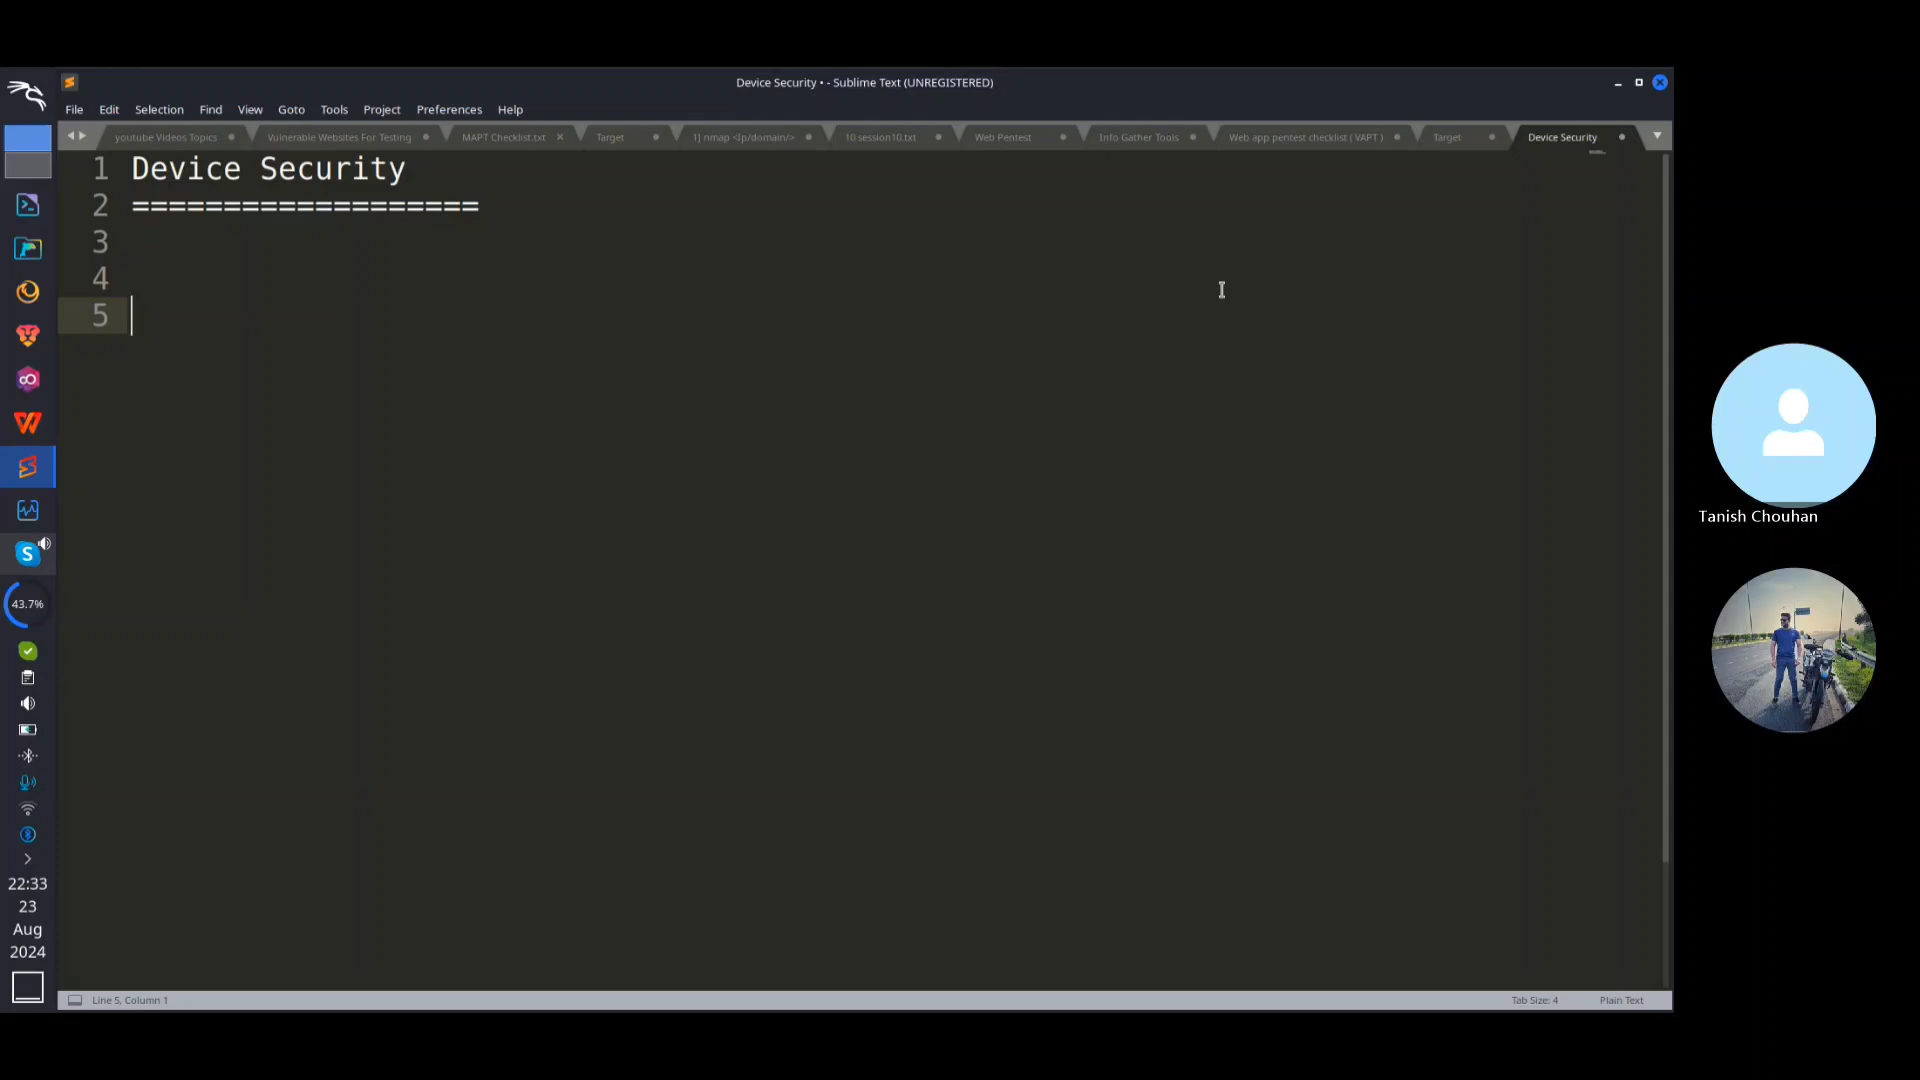 Device Security • - Sublime Text (UNREGISTERED)
File Edit Selection Find View Goto Tools Project Preferences Help
youtube Videos Topics Vulnerable Websites For Testing MAPT Checklist.txt Target 1] nmap <Ip/domain/> 10 session10.txt Web Pentest Info Gather Tools Web app pentest checklist ( VAPT ) Target Device Security
1 Device Security
2 ===================
3
4
5
Tanish Chouhan
43.7%
22:33
23
Aug
2024
Line 5, Column 1 Tab Size: 4 Plain Text